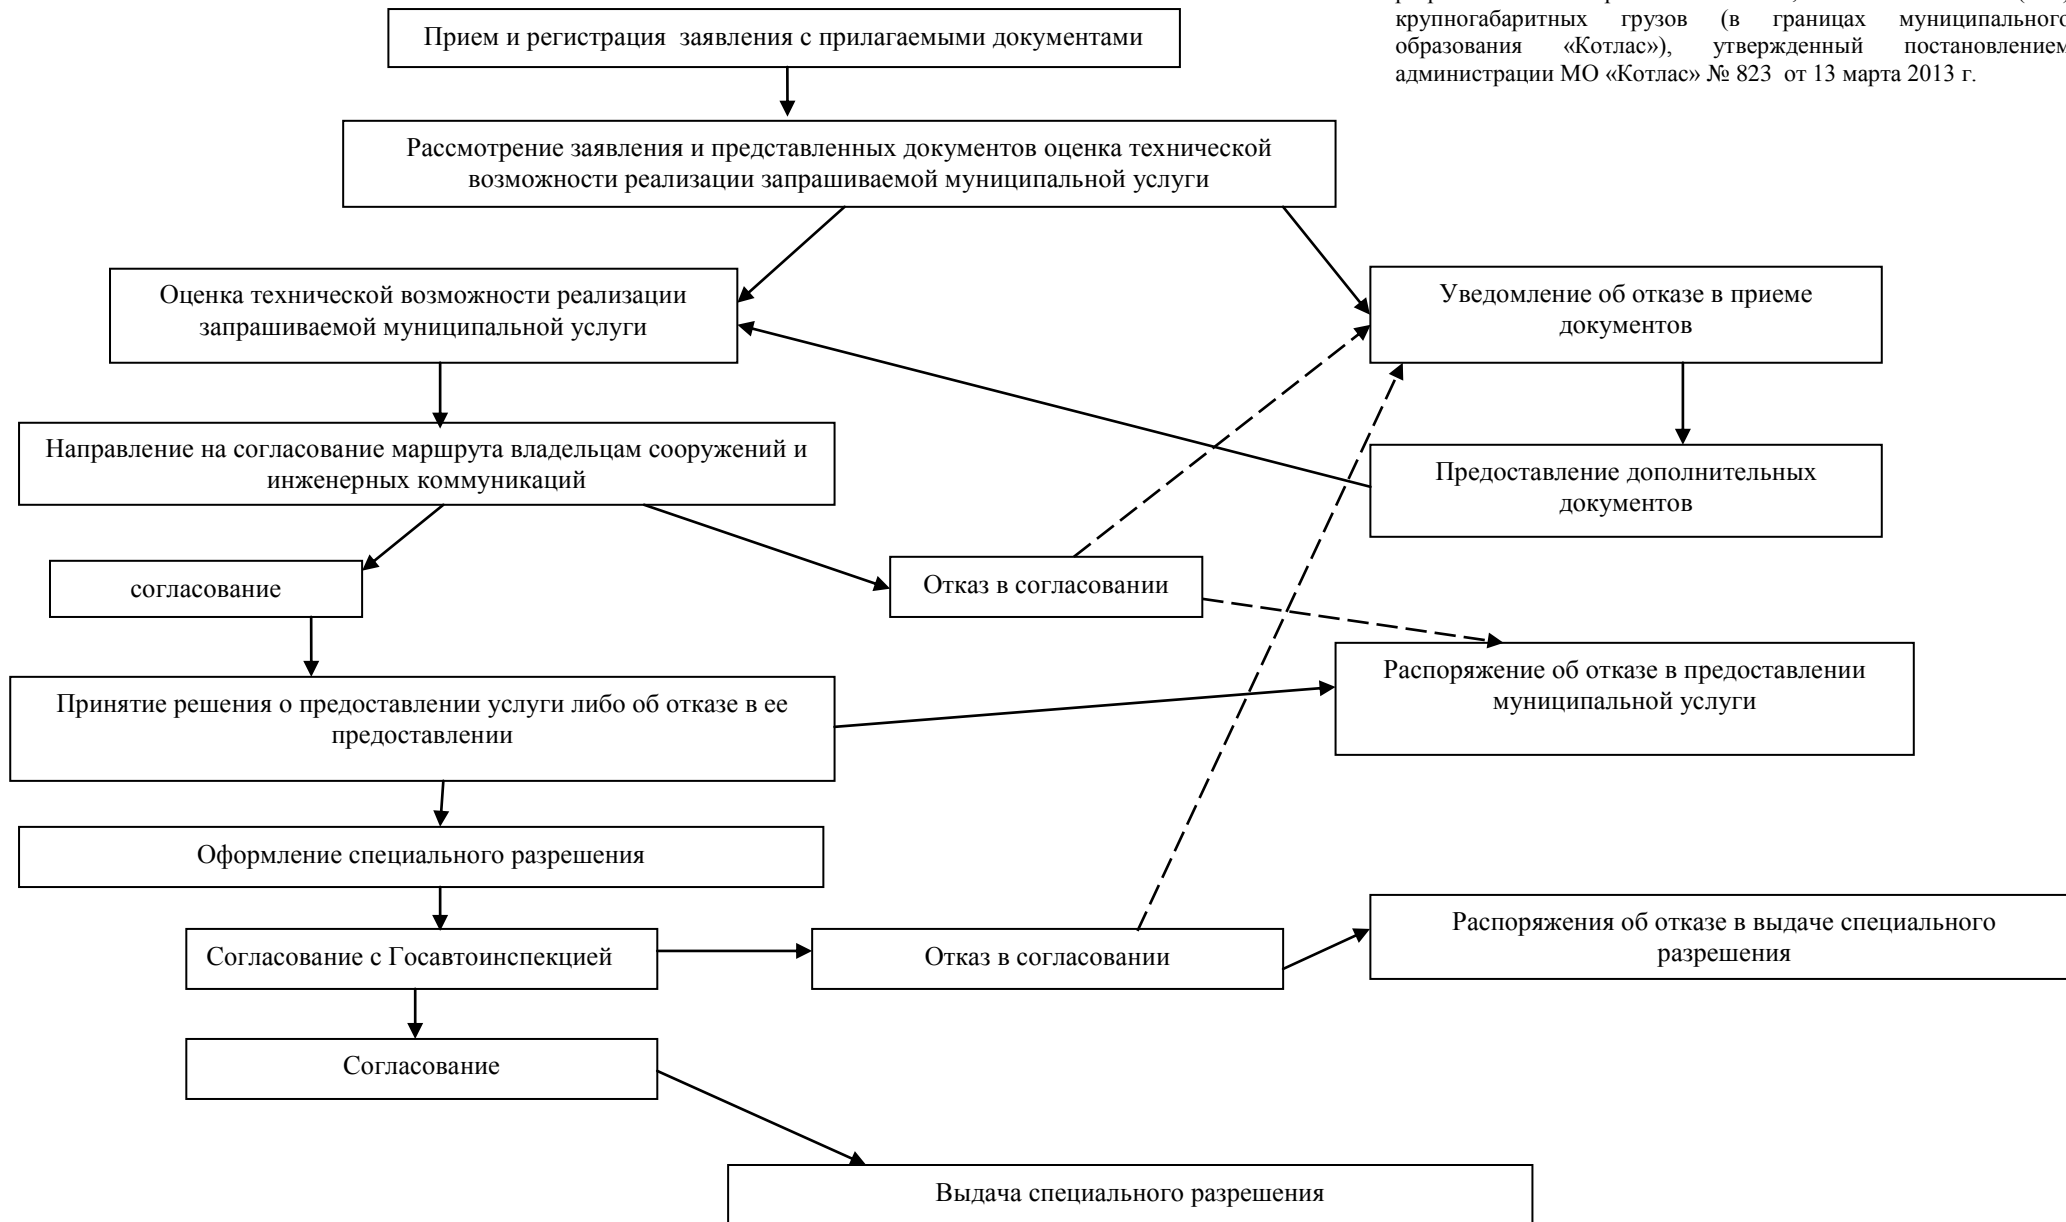 крупногабаритных грузов (в границах муниципального
образования «Котлас»), утвержденный постановлением
администрации МО «Котлас» № 823 от 13 марта 2013 г.
Прием и регистрация заявления с прилагаемыми документами
Рассмотрение заявления и представленных документов оценка технической
возможности реализации запрашиваемой муниципальной услуги
Оценка технической возможности реализации
запрашиваемой муниципальной услуги
Уведомление об отказе в приеме
документов
Направление на согласование маршрута владельцам сооружений и
инженерных коммуникаций
Предоставление дополнительных
документов
согласование
Отказ в согласовании
Принятие решения о предоставлении услуги либо об отказе в ее
предоставлении
Распоряжение об отказе в предоставлении
муниципальной услуги
Оформление специального разрешения
Согласование с Госавтоинспекцией
Отказ в согласовании
Распоряжения об отказе в выдаче специального
разрешения
Согласование
Выдача специального разрешения